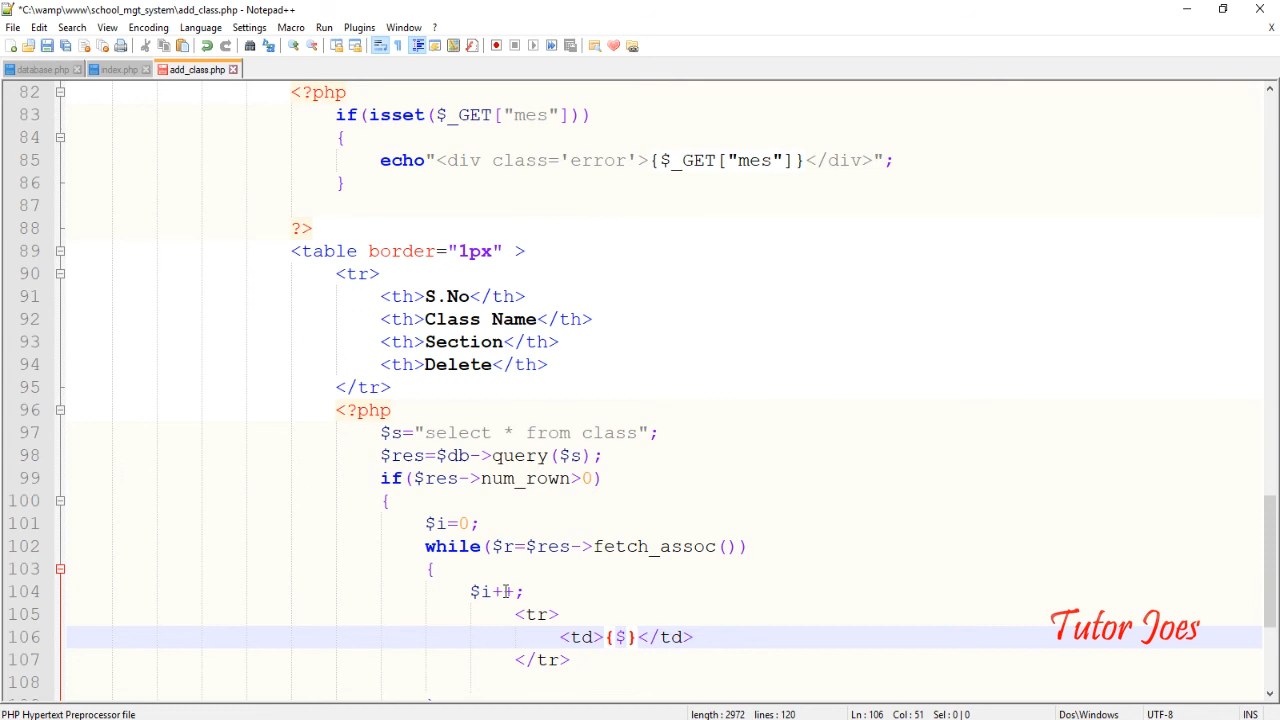 *C:\wamp\www\school_mgt_system\add_class.php - Notepad++
File Edit Search View Encoding Language Settings Macro Run Plugins Window ?
X
database.php index.php add_class.php
82 <?php
83 if(isset($_GET["mes"]))
84 {
85 echo"<div class='error'>{$_GET["mes"]}</div>";
86 }
87
88 ?>
89 <table border="1px" >
90 <tr>
91 <th>S.No</th>
92 <th>Class Name</th>
93 <th>Section</th>
94 <th>Delete</th>
95 </tr>
96 <?php
97 $s="select * from class";
98 $res=$db->query($s);
99 if($res->num_rown>0)
100 {
101 $i=0;
102 while($r=$res->fetch_assoc())
103 {
104 $i++;
105 <tr>
106 <td>{$}</td>
107 </tr>
108
Tutor Joes
PHP Hypertext Preprocessor file length : 2972 lines : 120 Ln : 106 Col : 51 Sel : 0 | 0 Dos\Windows UTF-8 INS